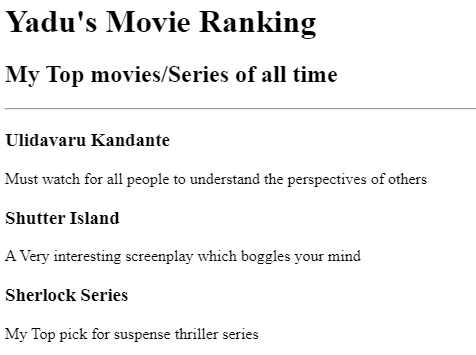 Yadu's Movie Ranking
My Top movies/Series of all time
Ulidavaru Kandante
Must watch for all people to understand the perspectives of others
Shutter Island
A Very interesting screenplay which boggles your mind
Sherlock Series
My Top pick for suspense thriller series